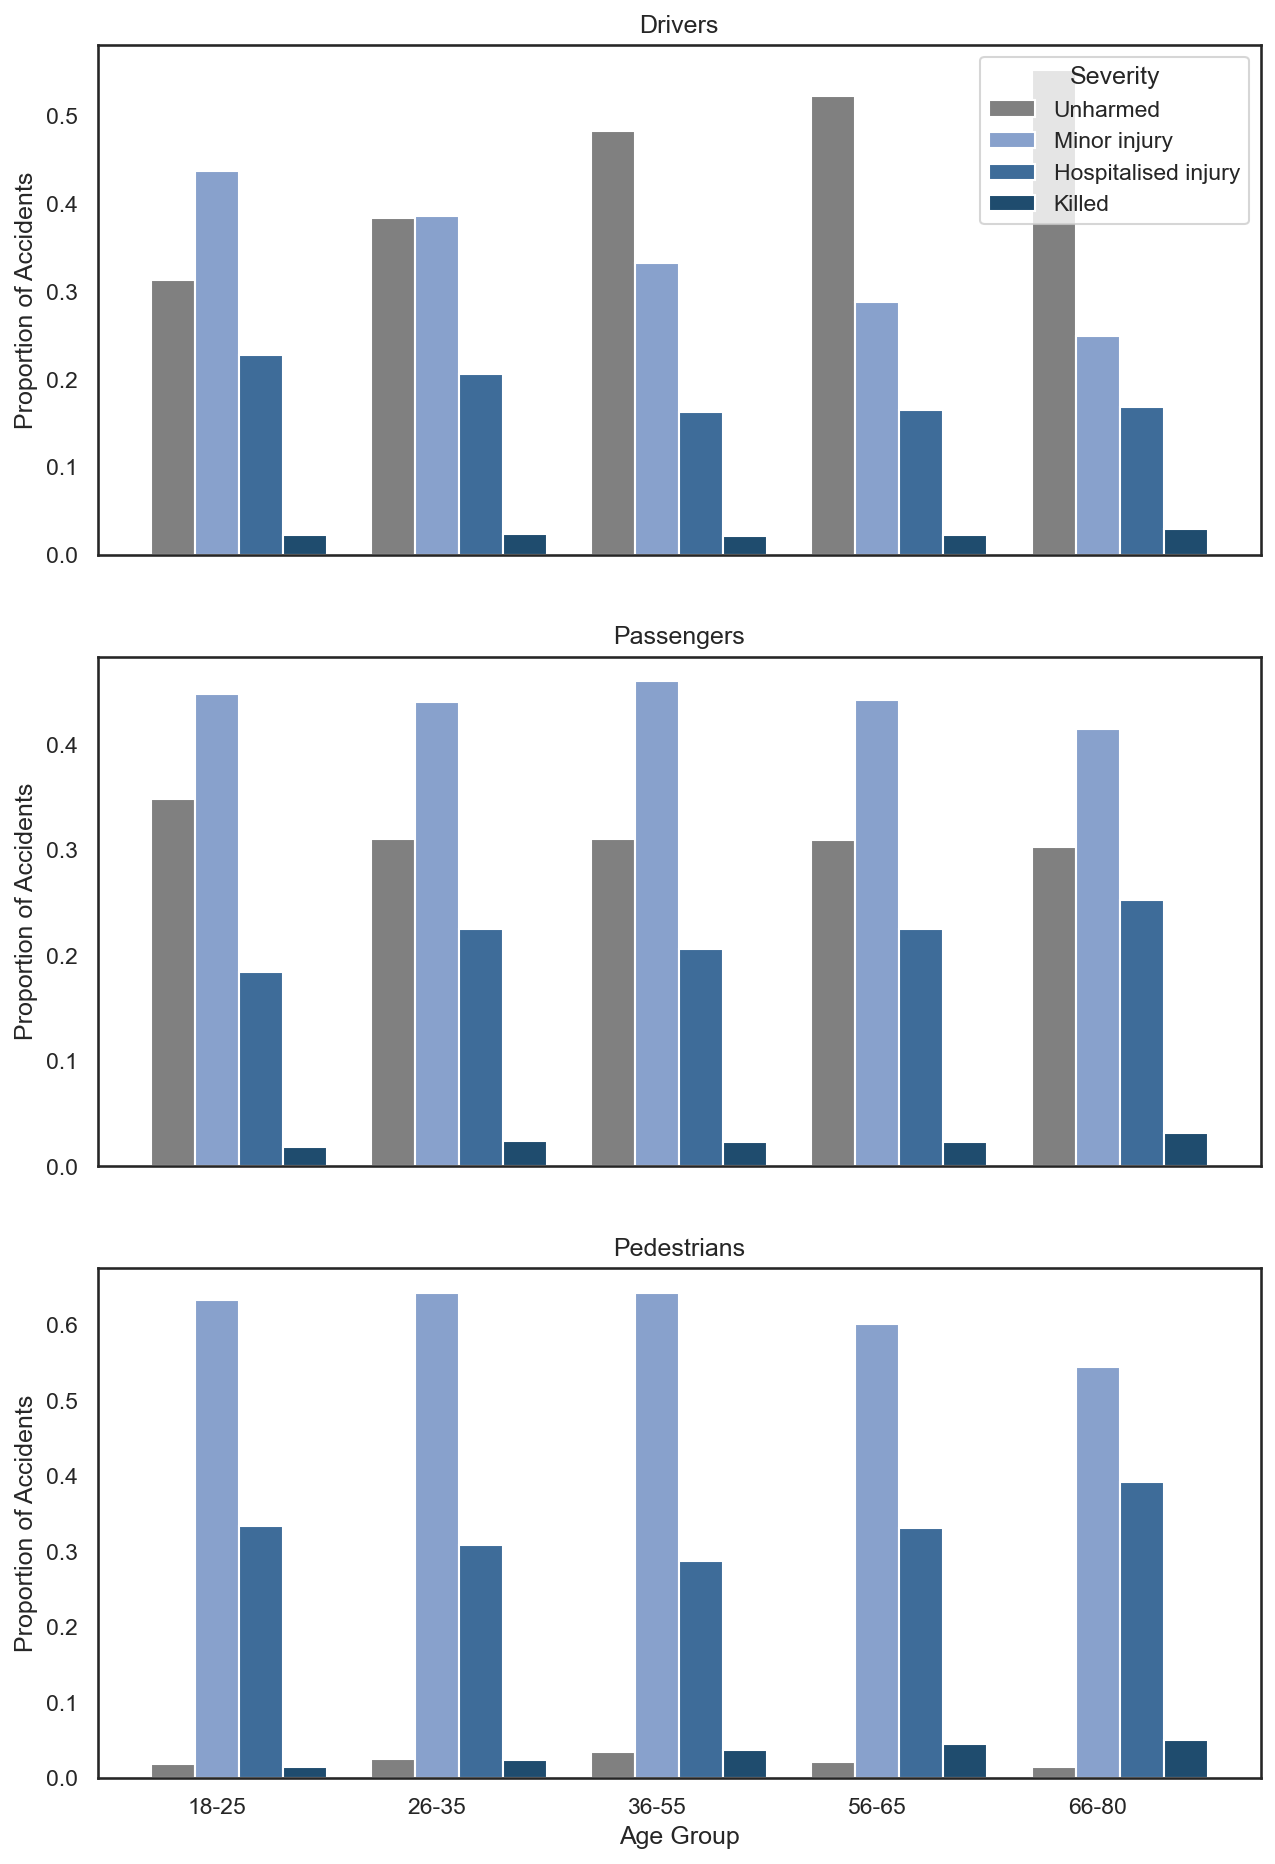 Drivers
Proportion of Accidents
0.5
0.4
0.3
0.2
0.1
0.0
Severity
Unharmed
Minor injury
Hospitalised injury
Killed
Passengers
Proportion of Accidents
0.4
0.3
0.2
0.1
0.0
Pedestrians
Proportion of Accidents
0.6
0.5
0.4
0.3
0.2
0.1
0.0
18-25 26-35 36-55 56-65 66-80
Age Group